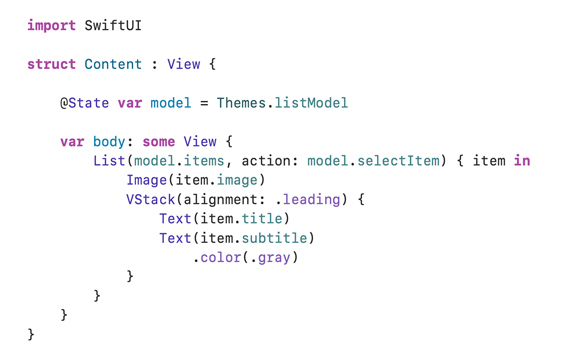 import SwiftUI
struct Content : View {
@State var model = Themes.listModel
var body: some View {
List(model.items, action: model.selectItem) { item in
Image(item.image)
VStack(alignment: .leading) {
Text(item.title)
Text(item.subtitle)
.color(.gray)
}
}
}
}